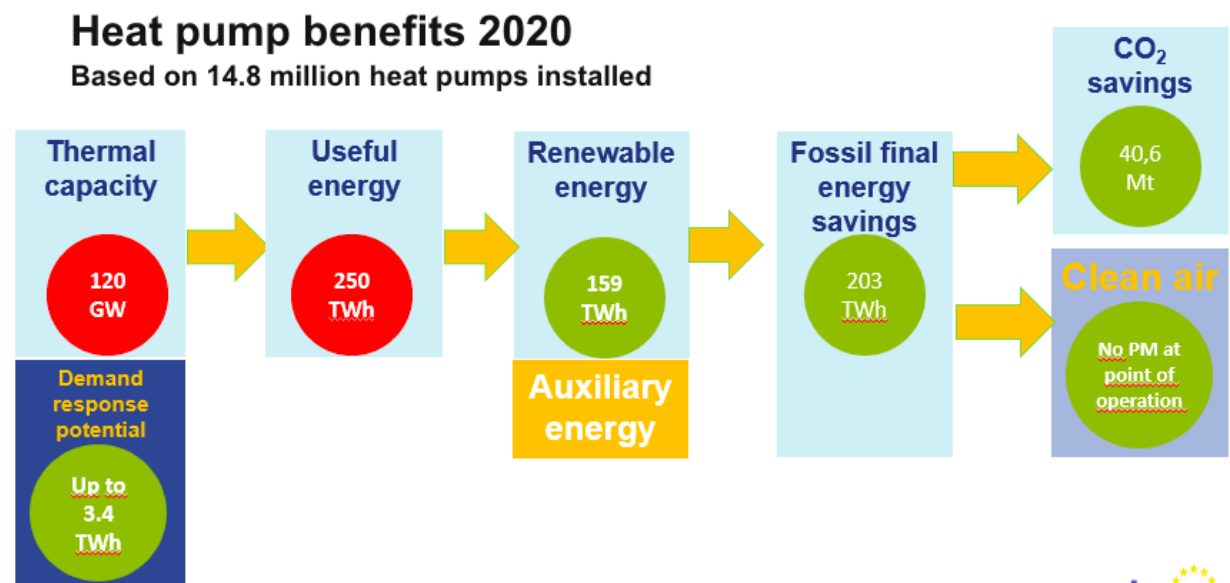 Heat pump benefits 2020
Based on 14.8 million heat pumps installed
Thermal
capacity
120
GW
Demand
response
potential
Up to
3.4
TWh
Useful
energy
250
TWh
Renewable
energy
159
TWh
Auxiliary
energy
Fossil final
energy
savings
203
TWh
CO₂
savings
40,6
Mt
Clean air
No PM at
point of
operation